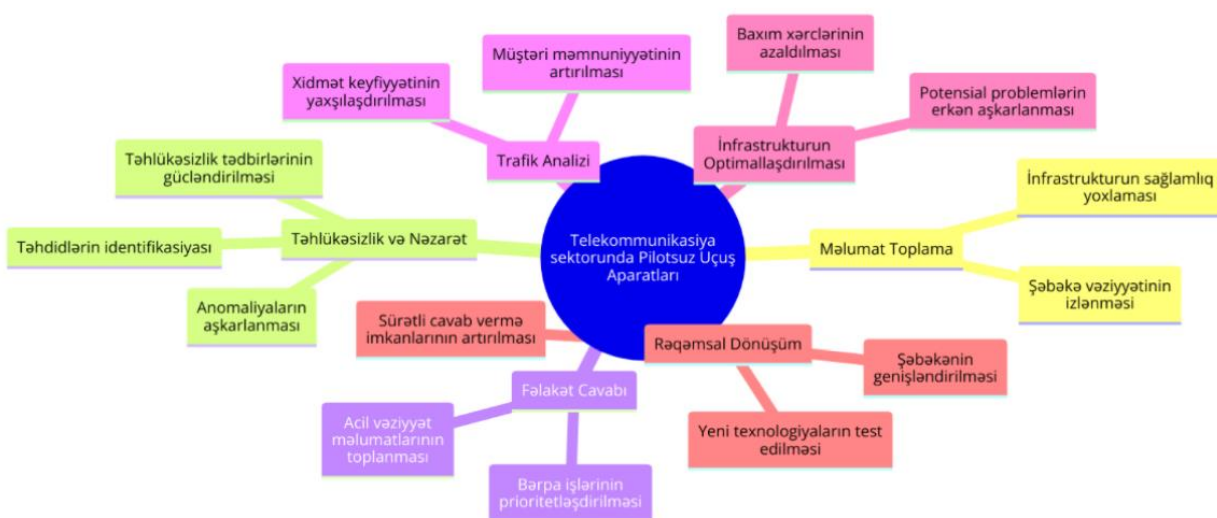 Baxım xərclərinin
azaldılması
Müştəri məmnuniyyətinin
artırılması
Xidmət keyfiyyətinin
yaxşılaşdırılması
Potensial problemlərin
erkən aşkarlanması
Trafik Analizi
İnfrastrukturun
Optimallaşdırılması
Təhlükəsizlik tədbirlərinin
gücləndirilməsi
İnfrastrukturun sağlamlıq
yoxlaması
Təhdidlərin identifikasiyası
Təhlükəsizlik və Nəzarət
Telekommunikasiya
sektorunda Pilotsuz Uçuş
Aparatları
Məlumat Toplama
Anomaliyaların
aşkarlanması
Şəbəkə vəziyyətinin
izlənməsi
Sürətli cavab vermə
imkanlarının artırılması
Rəqəmsal Dönüşüm
Şəbəkənin
genişləndirilməsi
Fəlakət Cavabı
Acil vəziyyət
məlumatlarının
toplanması
Yeni texnologiyaların test
edilməsi
Bərpa işlərinin
prioritetləşdirilməsi